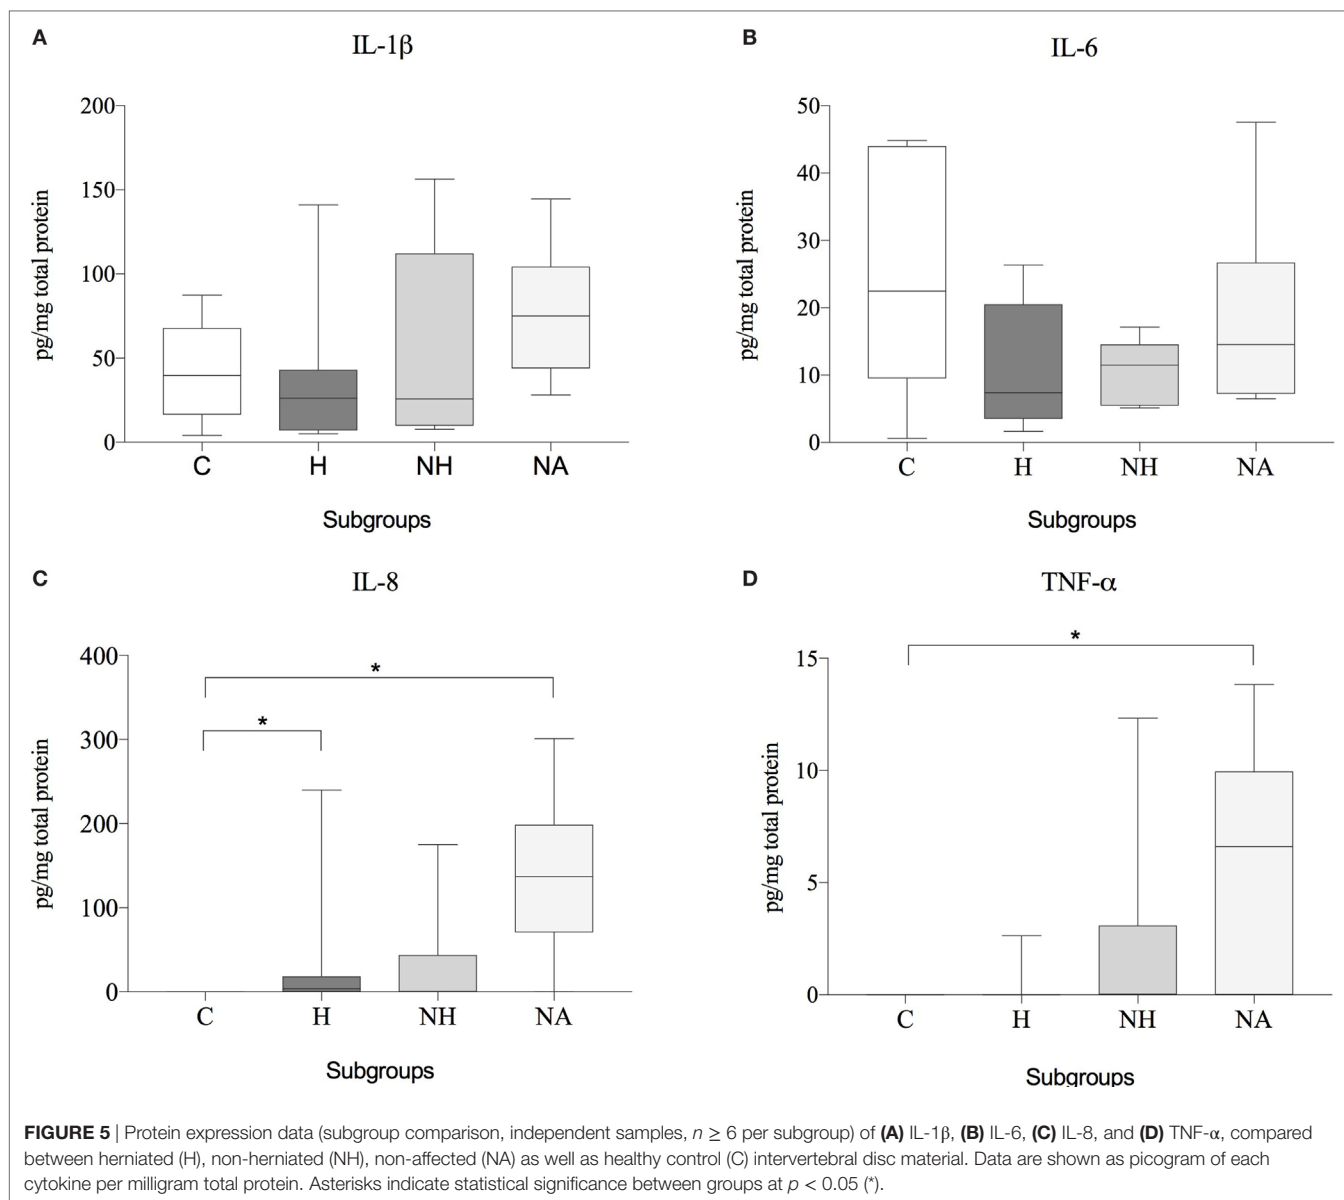 A
IL-1β
200
150
100
50
0
pg/mg total protein
C H NH NA
Subgroups
B
IL-6
50
40
30
20
10
0
pg/mg total protein
C H NH NA
Subgroups
C
IL-8
400
300
200
100
0
pg/mg total protein
*
*
C H NH NA
Subgroups
D
TNF-α
15
10
5
0
pg/mg total protein
*
C H NH NA
Subgroups
FIGURE 5 | Protein expression data (subgroup comparison, independent samples, n ≥ 6 per subgroup) of (A) IL-1β, (B) IL-6, (C) IL-8, and (D) TNF-α, compared
between herniated (H), non-herniated (NH), non-affected (NA) as well as healthy control (C) intervertebral disc material. Data are shown as picogram of each
cytokine per milligram total protein. Asterisks indicate statistical significance between groups at p < 0.05 (*).